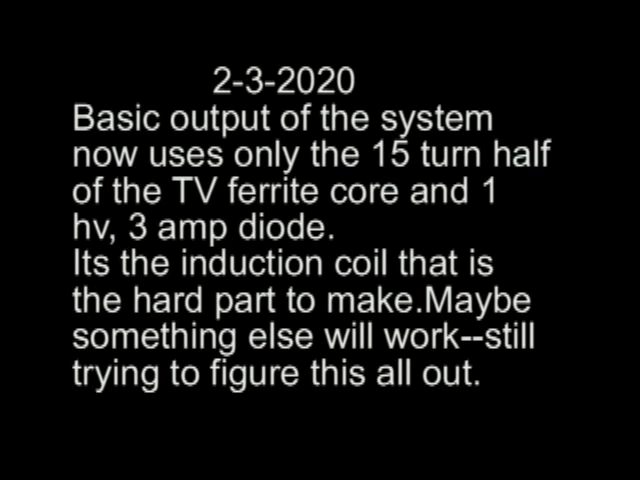 2-3-2020
Basic output of the system
now uses only the 15 turn half
of the TV ferrite core and 1
hv, 3 amp diode.
Its the induction coil that is
the hard part to make.Maybe
something else will work--still
trying to figure this all out.